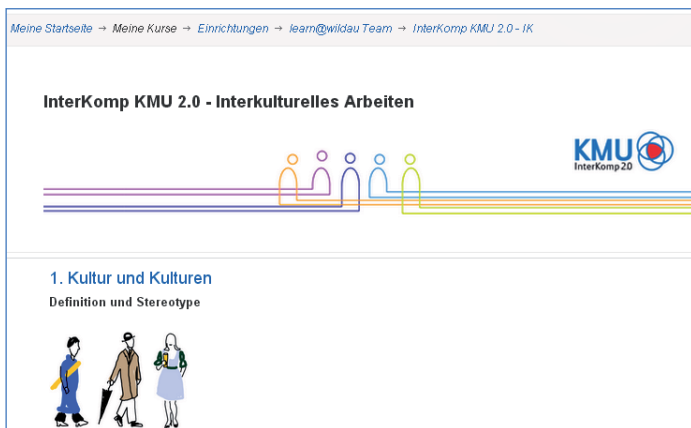 Meine Startseite → Meine Kurse → Einrichtungen → learn@wildau Team → InterKomp KMU 2.0 - IK
InterKomp KMU 2.0 - Interkulturelles Arbeiten
KMU
InterKomp 2.0
1. Kultur und Kulturen
Definition und Stereotype